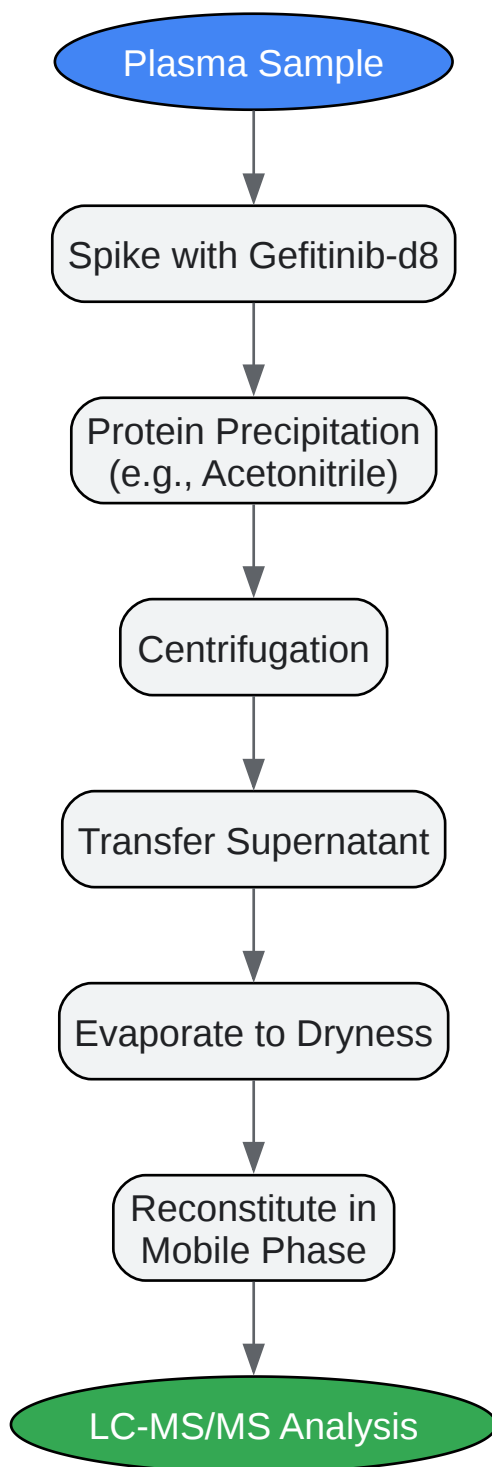 Plasma Sample
Spike with Gefitinib-d8
Protein Precipitation
(e.g., Acetonitrile)
Centrifugation
Transfer Supernatant
Evaporate to Dryness
Reconstitute in
Mobile Phase
LC-MS/MS Analysis